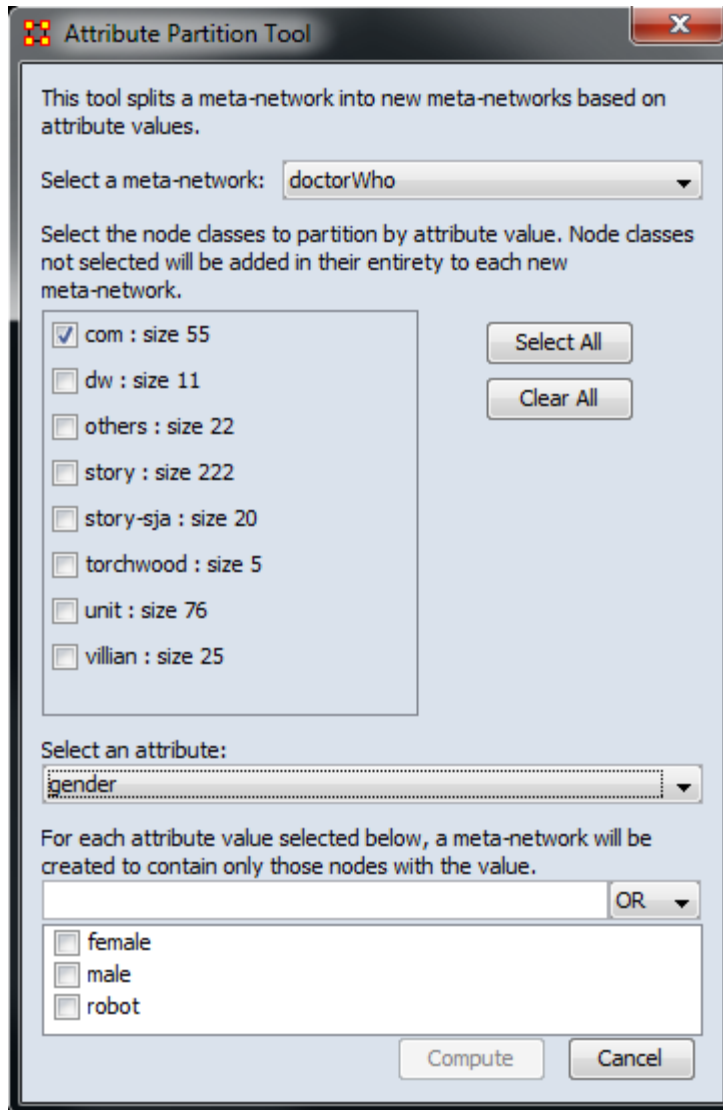 Attribute Partition Tool
This tool splits a meta-network into new meta-networks based on
attribute values.
Select a meta-network: doctorWho
Select the node classes to partition by attribute value. Node classes
not selected will be added in their entirety to each new
meta-network.
com : size 55
Select All
dw : size 11
Clear All
others : size 22
story : size 222
story-sja : size 20
torchwood : size 5
unit : size 76
villian : size 25
Select an attribute:
gender
For each attribute value selected below, a meta-network will be
created to contain only those nodes with the value.
OR
female
male
robot
Compute Cancel